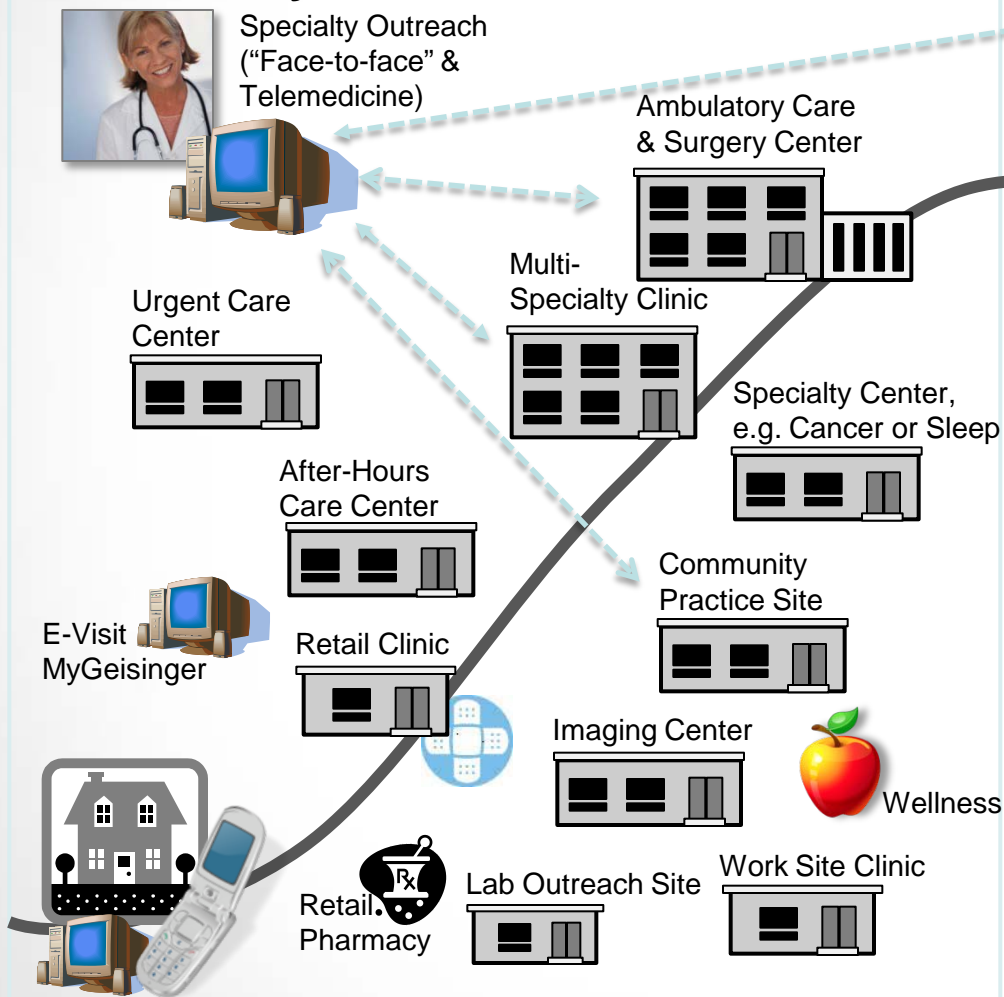 Specialty Outreach
(“Face-to-face” &
Telemedicine)
Ambulatory Care
& Surgery Center
Multi-
Specialty Clinic
Urgent Care
Center
Specialty Center,
e.g. Cancer or Sleep
After-Hours
Care Center
Community
Practice Site
E-Visit
MyGeisinger
Retail Clinic
Imaging Center
Wellness
Rx
Retail
Pharmacy
Lab Outreach Site
Work Site Clinic